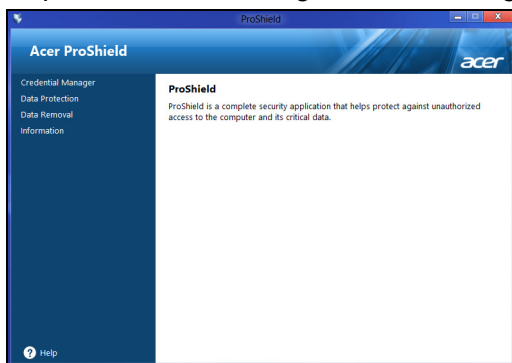 ProShield
Acer ProShield
acer
Credential Manager
Data Protection
Data Removal
Information
ProShield
ProShield is a complete security application that helps protect against unauthorized
access to the computer and its critical data.
? Help